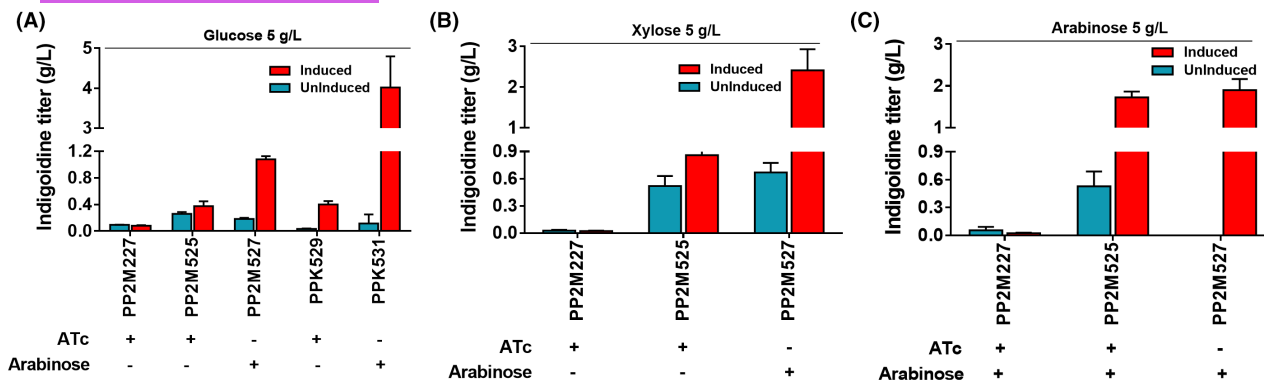 (A)
Glucose 5 g/L
Indigoidine titer (g/L)
5
4
3
1.2
0.8
0.4
0.0
Induced
UnInduced
PP2M227
PP2M525
PP2M527
PPK529
PPK531
ATc + + - + -
Arabinose - - + - +
(B)
Xylose 5 g/L
Indigoidine titer (g/L)
3
2
1
0.9
0.6
0.3
0.0
Induced
UnInduced
PP2M227
PP2M525
PP2M527
ATc + + -
Arabinose - - +
(C)
Arabinose 5 g/L
Indigoidine titer (g/L)
3
2
1
0.9
0.6
0.3
0.0
Induced
UnInduced
PP2M227
PP2M525
PP2M527
ATc + + -
Arabinose + + +